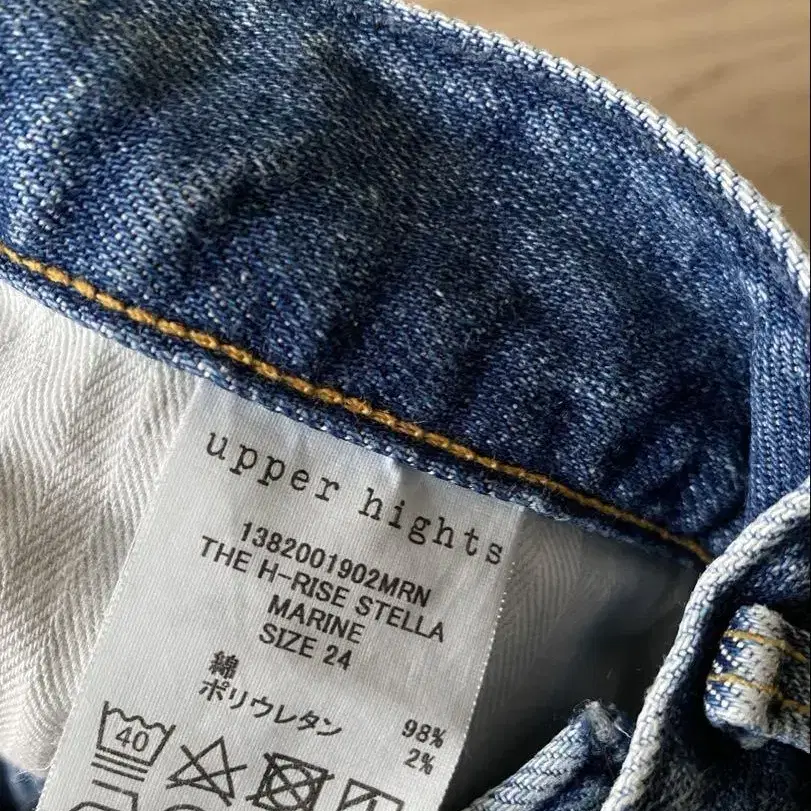 upper hights
1382001902MRN
THE H-RISE STELLA
MARINE
SIZE 24
綿 98%
ポリウレタン 2%
40